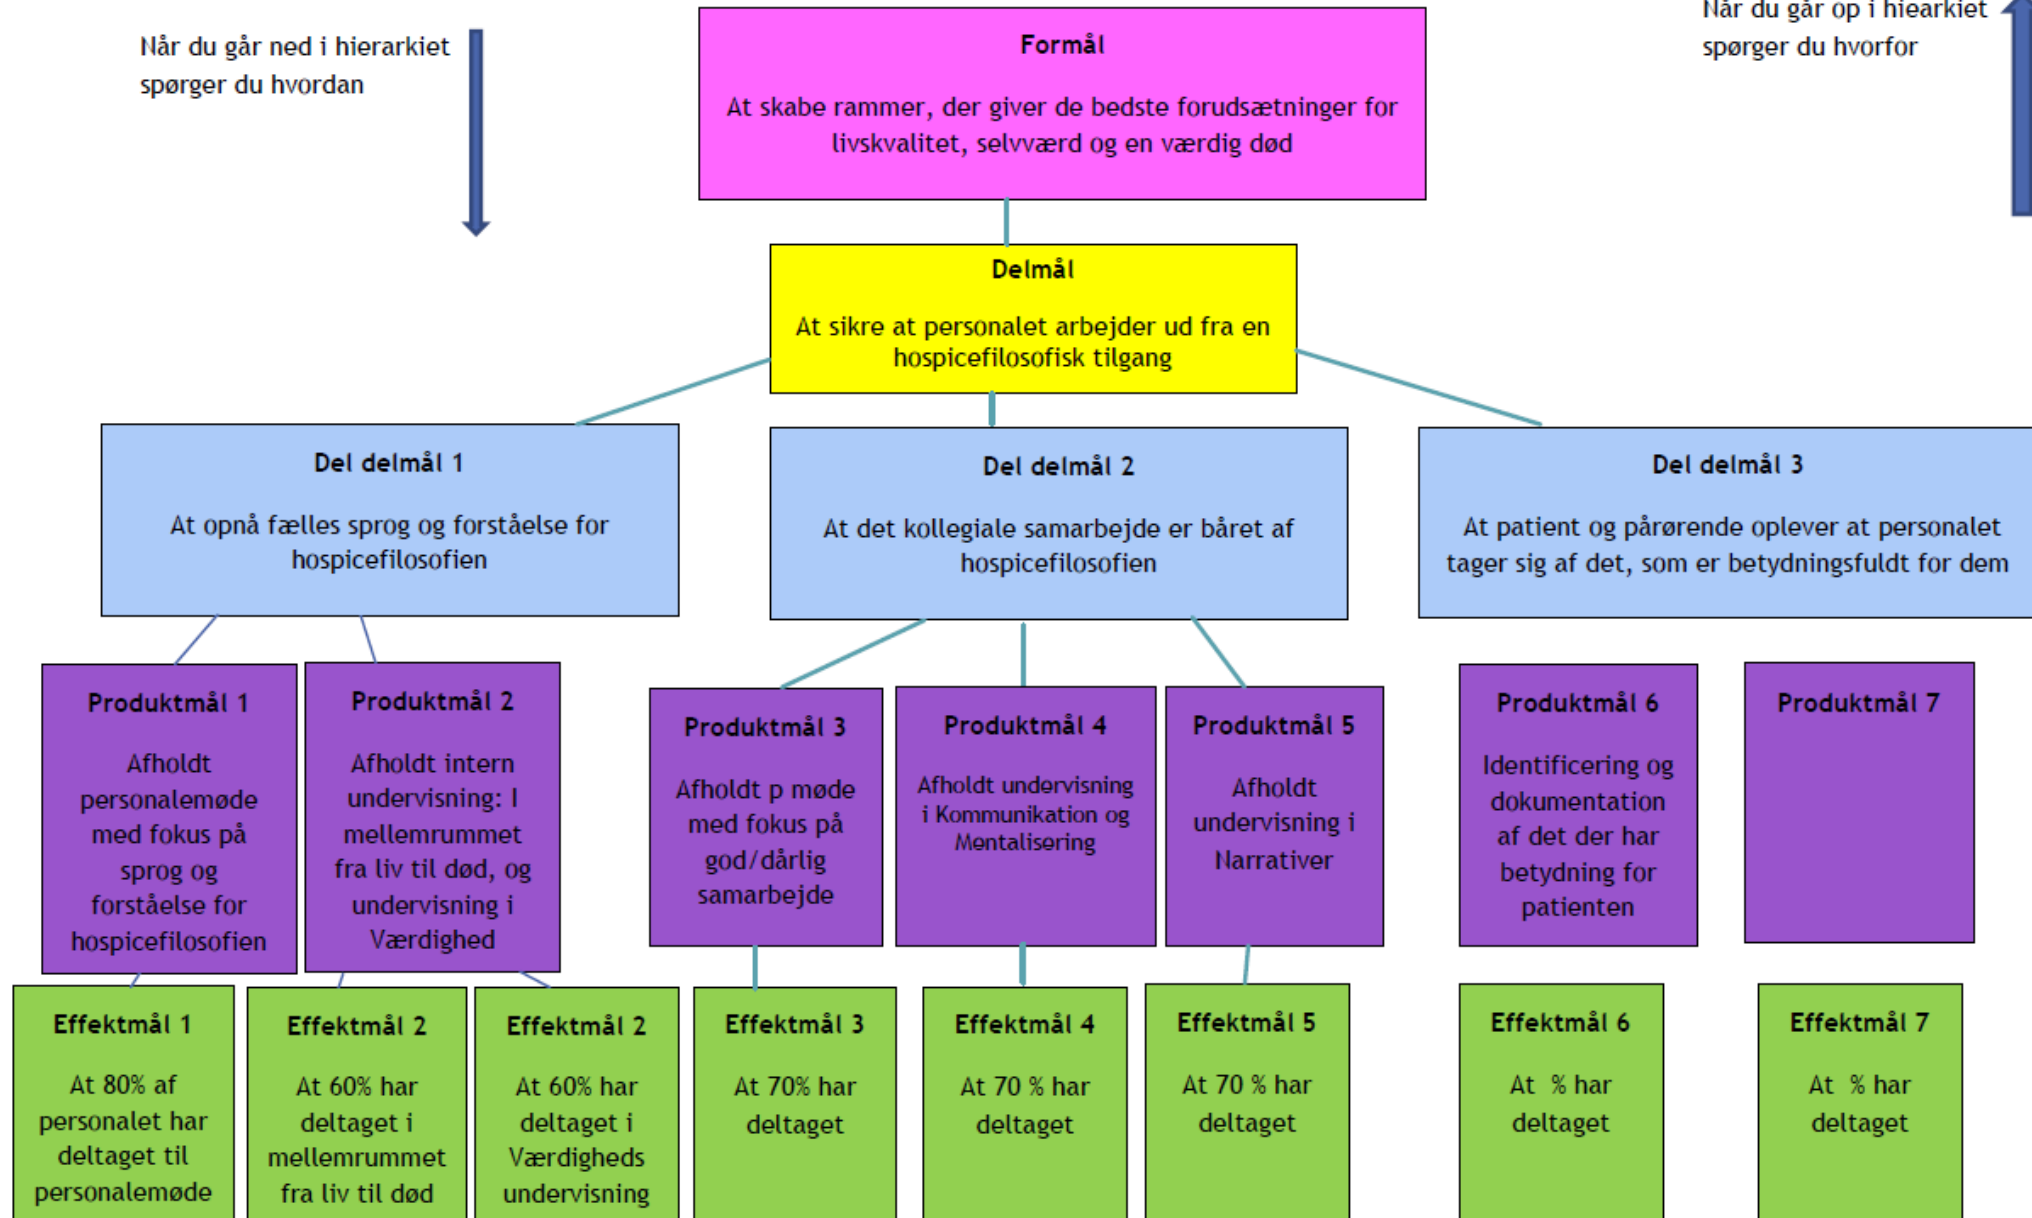 Når du går ned i hierarkiet
spørger du hvordan
Når du går op i hiearkiet
spørger du hvorfor
Formål
At skabe rammer, der giver de bedste forudsætninger for
livskvalitet, selvværd og en værdig død
Delmål
At sikre at personalet arbejder ud fra en
hospicefilosofisk tilgang
Del delmål 1
At opnå fælles sprog og forståelse for
hospicefilosofien
Del delmål 2
At det kollegiale samarbejde er båret af
hospicefilosofien
Del delmål 3
At patient og pårørende oplever at personalet
tager sig af det, som er betydningsfuldt for dem
Produktmål 1
Afholdt
personalemøde
med fokus på
sprog og
forståelse for
hospicefilosofien
Produktmål 2
Afholdt intern
undervisning: I
mellemrummet
fra liv til død, og
undervisning i
Værdighed
Produktmål 3
Afholdt p møde
med fokus på
god/dårlig
samarbejde
Produktmål 4
Afholdt undervisning
i Kommunikation og
Mentalisering
Produktmål 5
Afholdt
undervisning i
Narrativer
Produktmål 6
Identificering og
dokumentation
af det der har
betydning for
patienten
Produktmål 7
Effektmål 1
At 80% af
personalet har
deltaget til
personalemøde
Effektmål 2
At 60% har
deltaget i
mellemrummet
fra liv til død
Effektmål 2
At 60% har
deltaget i
Værdigheds
undervisning
Effektmål 3
At 70% har
deltaget
Effektmål 4
At 70 % har
deltaget
Effektmål 5
At 70 % har
deltaget
Effektmål 6
At  % har
deltaget
Effektmål 7
At  % har
deltaget